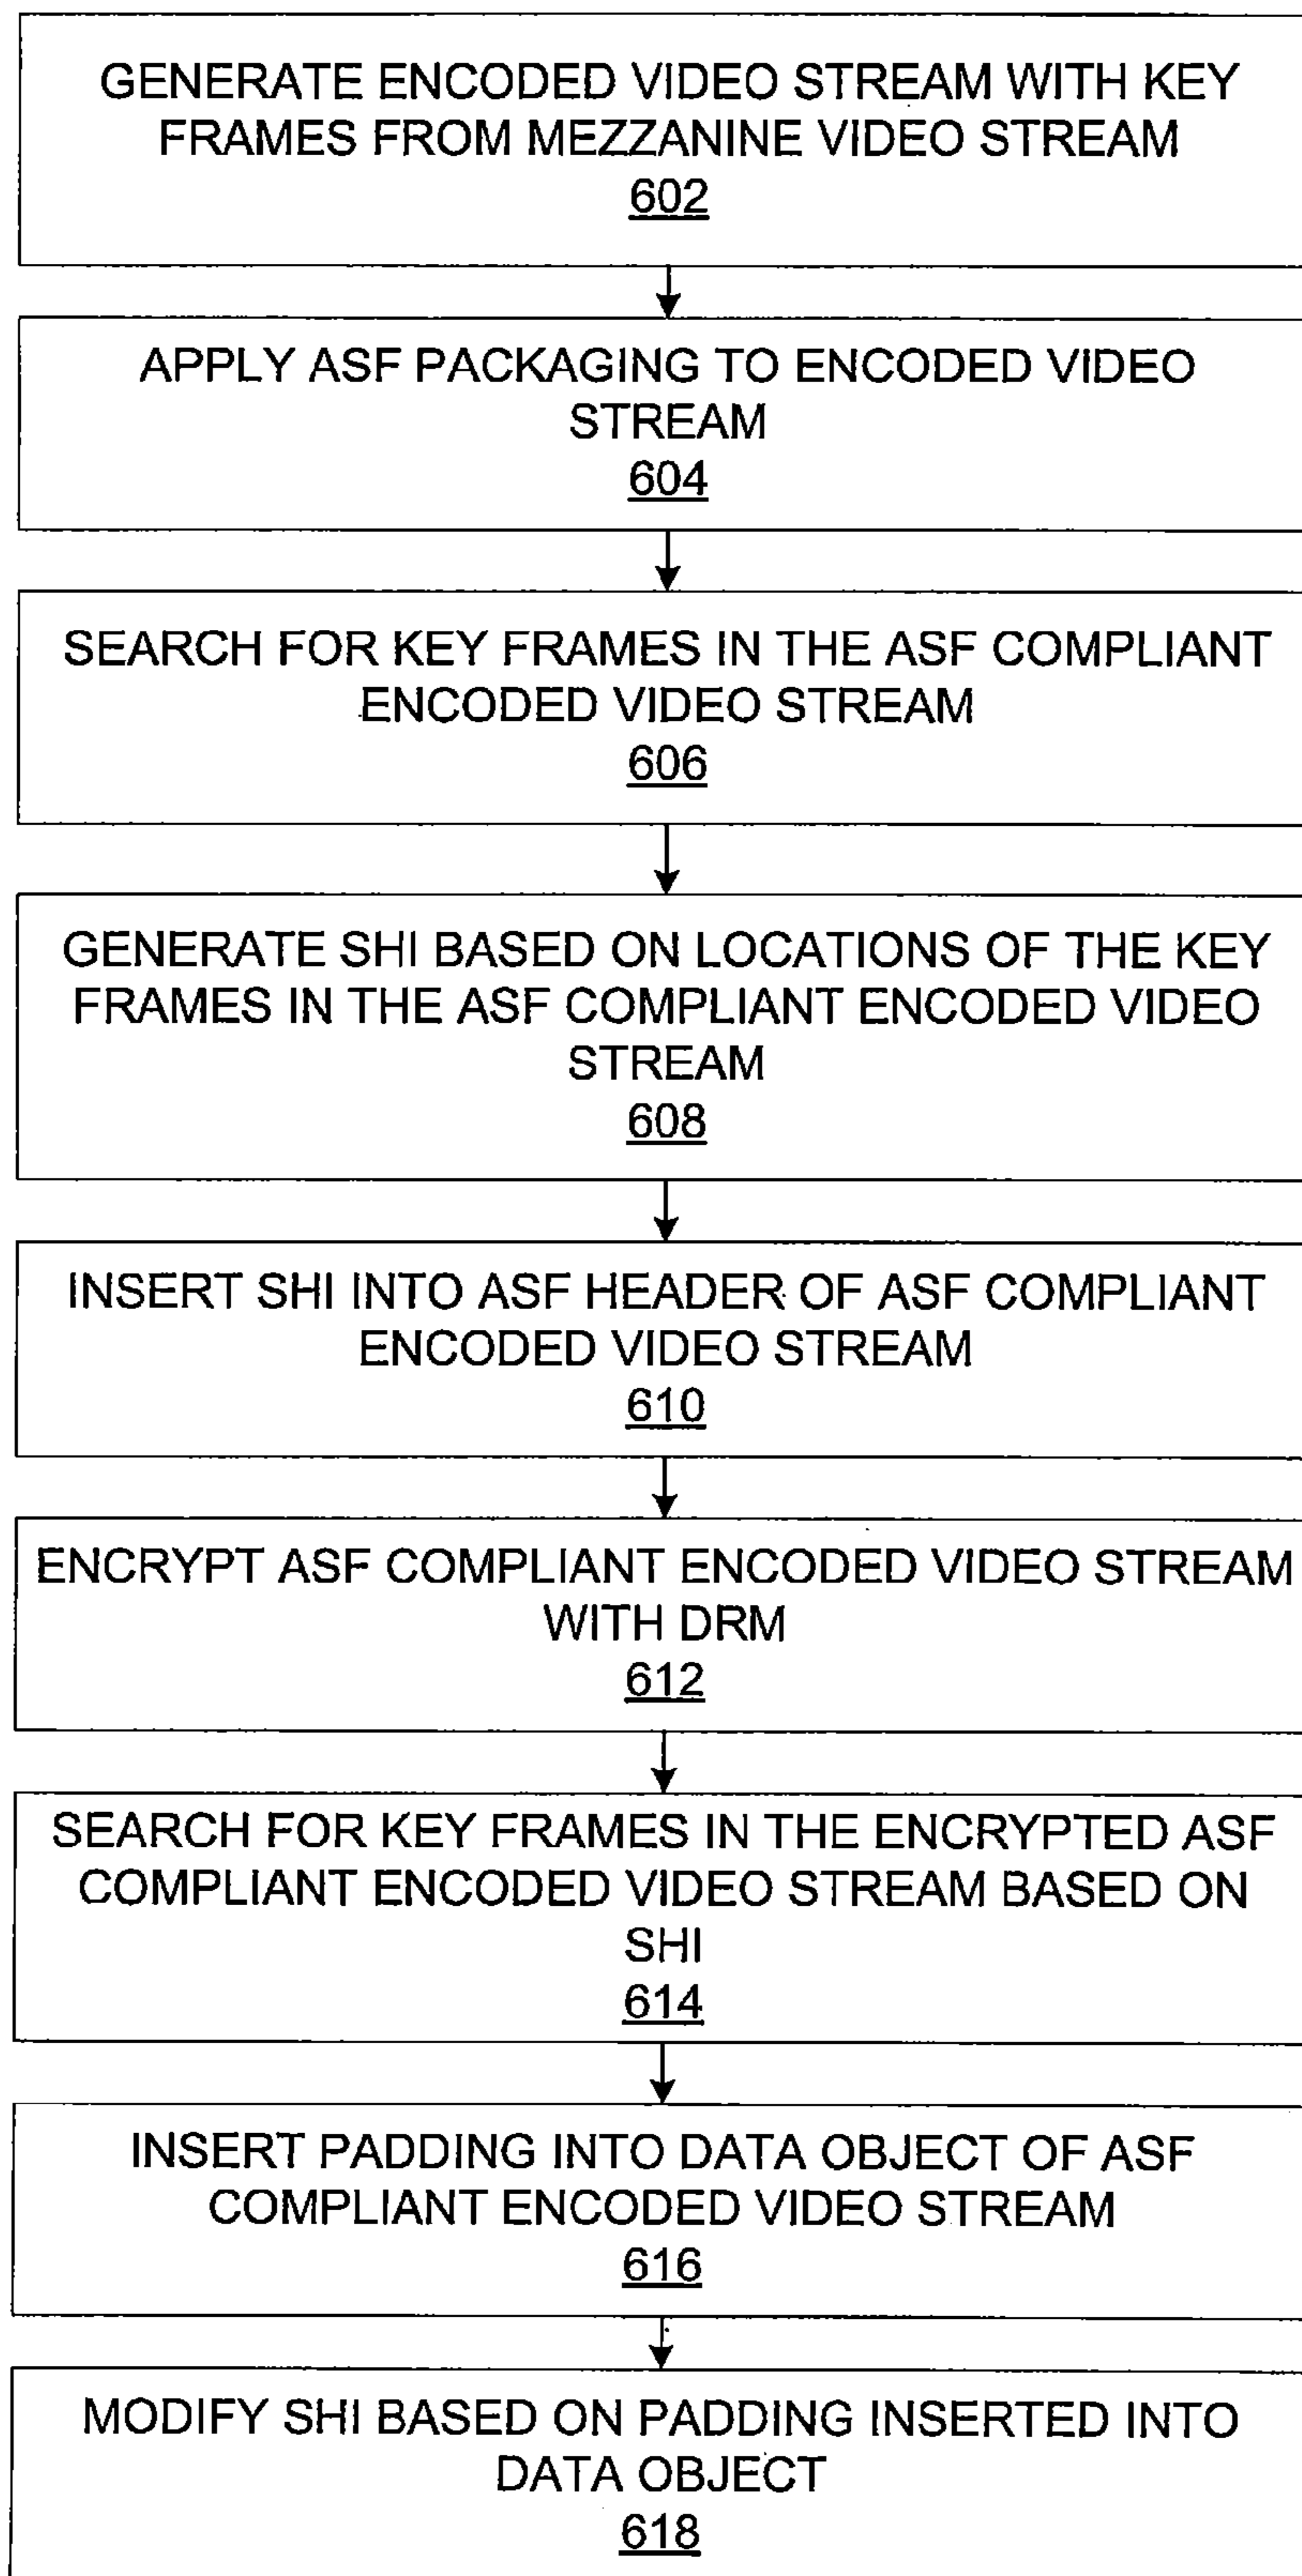 GENERATE ENCODED VIDEO STREAM WITH KEY
FRAMES FROM MEZZANINE VIDEO STREAM
602
APPLY ASF PACKAGING TO ENCODED VIDEO
STREAM
604
SEARCH FOR KEY FRAMES IN THE ASF COMPLIANT
ENCODED VIDEO STREAM
606
GENERATE SHI BASED ON LOCATIONS OF THE KEY
FRAMES IN THE ASF COMPLIANT ENCODED VIDEO
STREAM
608
INSERT SHI INTO ASF HEADER OF ASF COMPLIANT
ENCODED VIDEO STREAM
610
ENCRYPT ASF COMPLIANT ENCODED VIDEO STREAM
WITH DRM
612
SEARCH FOR KEY FRAMES IN THE ENCRYPTED ASF
COMPLIANT ENCODED VIDEO STREAM BASED ON
SHI
614
INSERT PADDING INTO DATA OBJECT OF ASF
COMPLIANT ENCODED VIDEO STREAM
616
MODIFY SHI BASED ON PADDING INSERTED INTO
DATA OBJECT
618